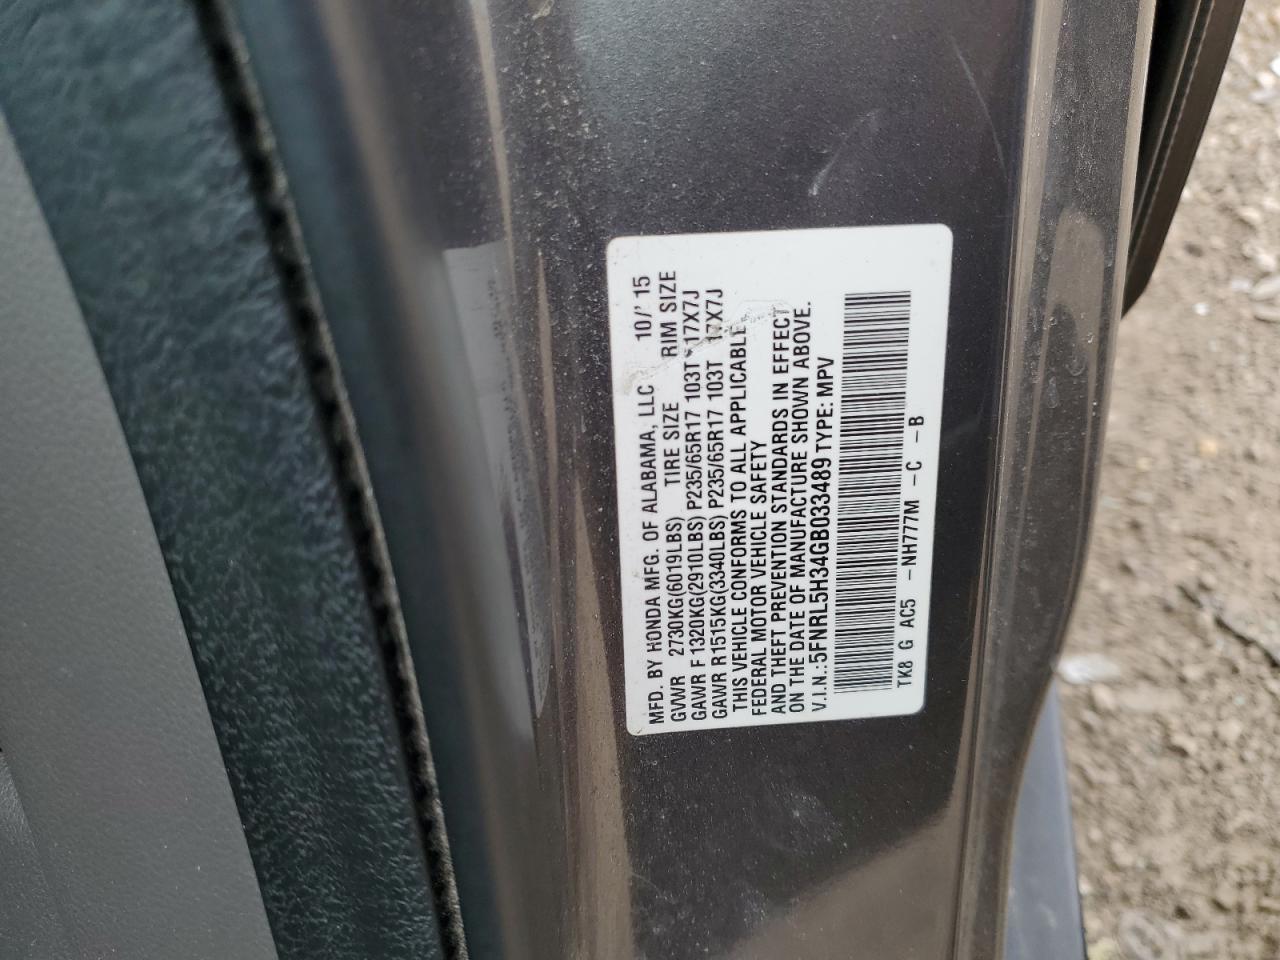 MFD. BY HONDA MFG. OF ALABAMA, LLC 10/' 15
GVWR 2730KG(6019LBS) TIRE SIZE RIM SIZE
GAWR F 1320KG(2910LBS) P235/65R17 103T 17X7J
GAWR R1515KG(3340LBS) P235/65R17 103T 17X7J
THIS VEHICLE CONFORMS TO ALL APPLICABLE
FEDERAL MOTOR VEHICLE SAFETY
AND THEFT PREVENTION STANDARDS IN EFFECT
ON THE DATE OF MANUFACTURE SHOWN ABOVE.
V.I.N.: 5FNRL5H34GB033489 TYPE: MPV
TK8 G AC5 -NH777M -C -B